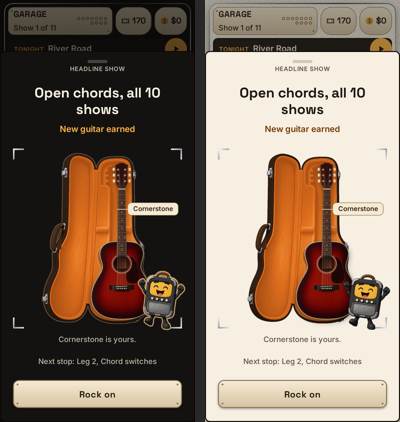 GARAGE
Show 1 of 11
170
$0
TONIGHT River Road
HEADLINE SHOW
Open chords, all 10
shows
New guitar earned
Cornerstone
Cornerstone is yours.
Next stop: Leg 2, Chord switches
Rock on
GARAGE
Show 1 of 11
170
$0
TONIGHT River Road
HEADLINE SHOW
Open chords, all 10
shows
New guitar earned
Cornerstone
Cornerstone is yours.
Next stop: Leg 2, Chord switches
Rock on